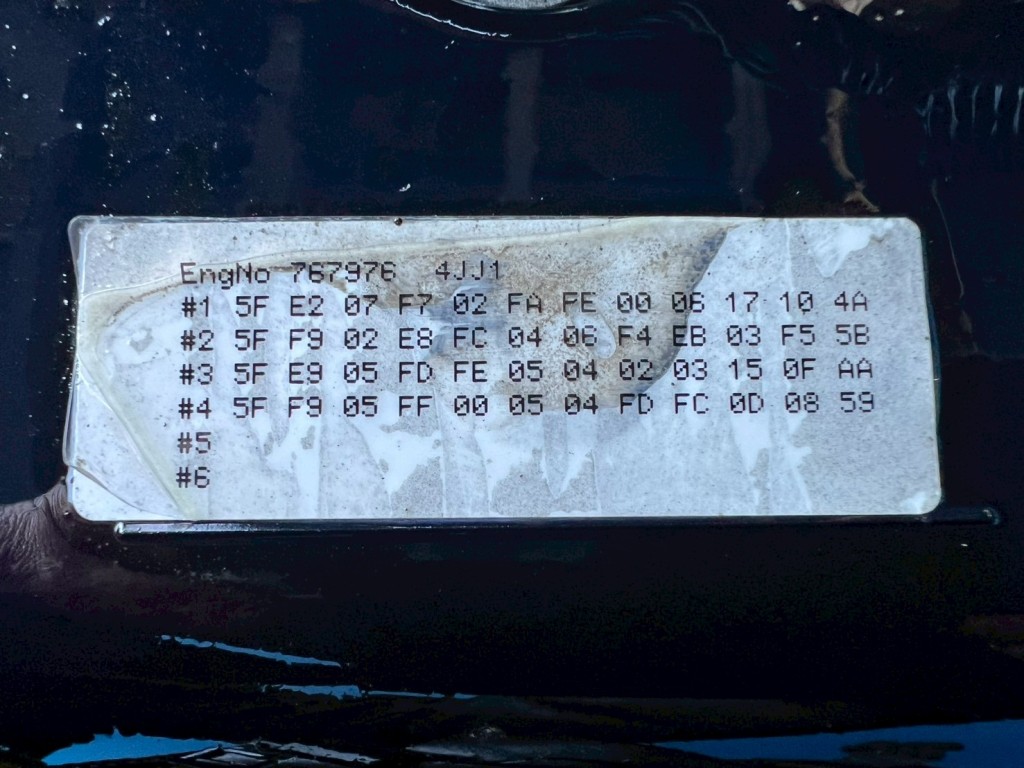 EngNo 767976 4JJ1
#1 5F E2 07 F7 02 FA FE 00 06 17 10 4A
#2 5F F9 02 E8 FC 04 06 F4 EB 03 F5 5B
#3 5F E9 05 FD FE 05 04 02 03 15 0F AA
#4 5F F9 05 FF 00 05 04 FD FC 0D 08 59
#5
#6